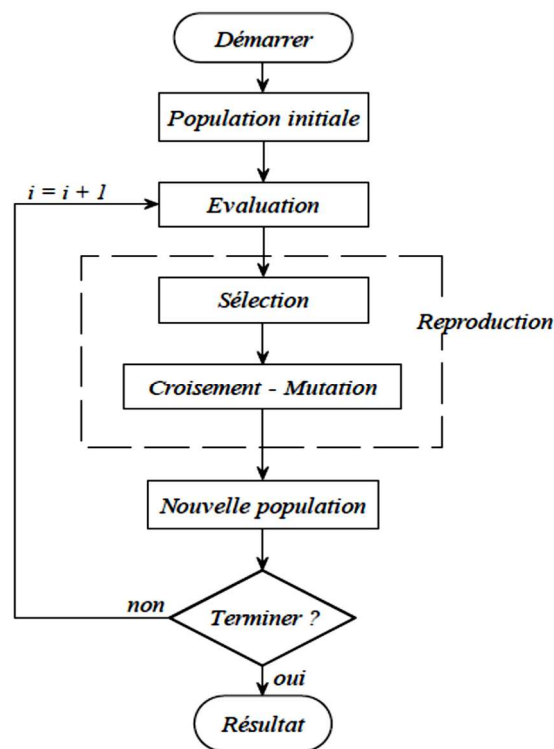 Démarrer
Population initiale
i = i + 1
Evaluation
Sélection
Reproduction
Croisement - Mutation
Nouvelle population
non
Terminer ?
oui
Résultat